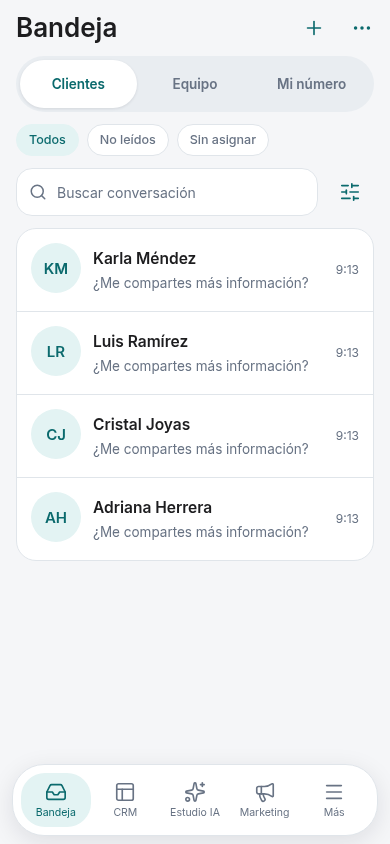 Bandeja
Clientes Equipo Mi número
Todos No leídos Sin asignar
Buscar conversación
KM Karla Méndez
¿Me compartes más información? 9:13
LR Luis Ramírez
¿Me compartes más información? 9:13
CJ Cristal Joyas
¿Me compartes más información? 9:13
AH Adriana Herrera
¿Me compartes más información? 9:13
Bandeja CRM Estudio IA Marketing Más